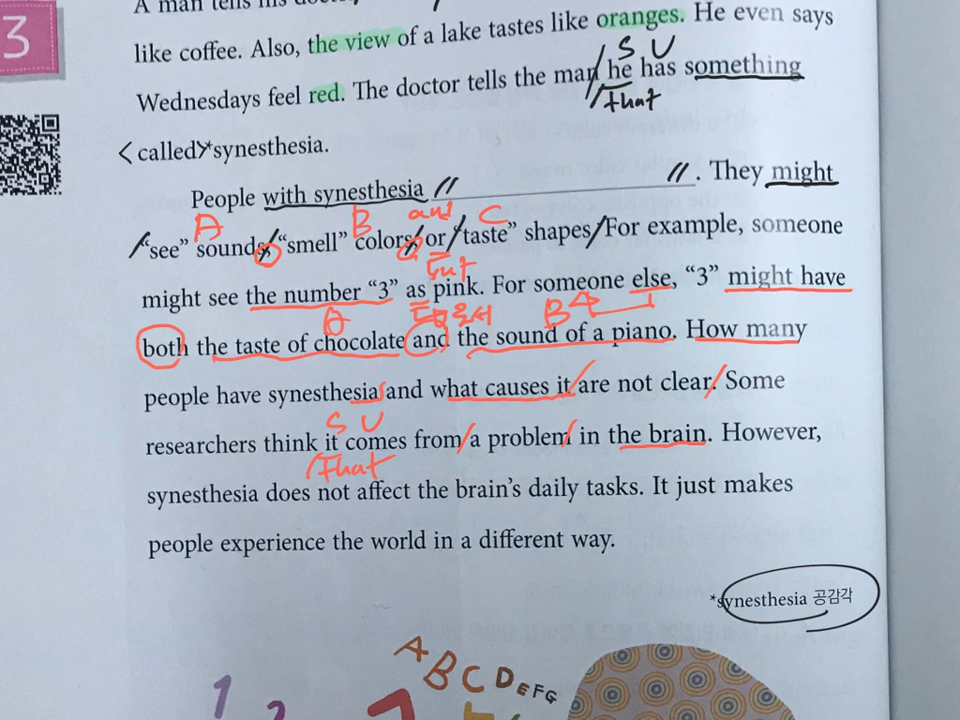 3
A man tells his
like coffee. Also, the view of a lake tastes like oranges. He even says
S V
Wednesdays feel red. The doctor tells the man he has something
that
<called>*synesthesia.
People with synesthesia // ____ //. They might
A B and C
"see" sounds, "smell" colors, or "taste" shapes. For example, someone
might see the number "3" as pink. For someone else, "3" might have
A B
both the taste of chocolate and the sound of a piano. How many
people have synesthesia and what causes it are not clear. Some
S V
researchers think it comes from a problem in the brain. However,
that
synesthesia does not affect the brain's daily tasks. It just makes
people experience the world in a different way.
*synesthesia 공감각
A B C D E F G
1 2